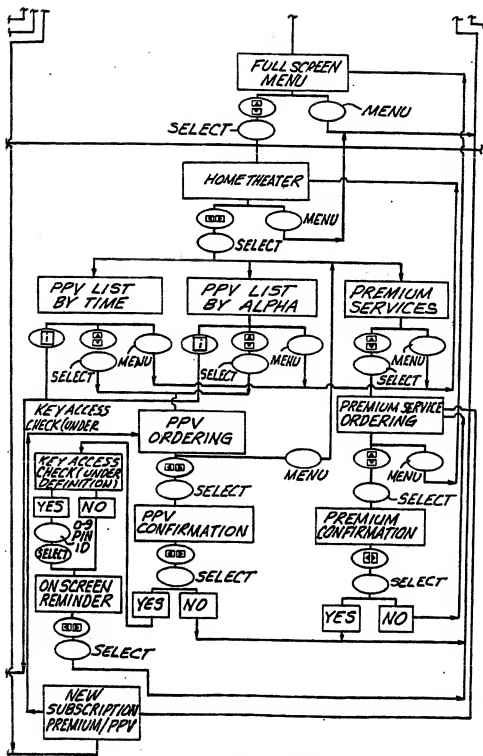 FULL SCREEN
MENU
SELECT
MENU
HOME THEATER
MENU
SELECT
PPV LIST
BY TIME
PPV LIST
BY ALPHA
PREMIUM
SERVICES
i
SELECT
MENU
i
SELECT
MENU
MENU
SELECT
KEY ACCESS
CHECK (UNDER
PPV
ORDERING
PREMIUM SERVICE
ORDERING
KEY ACCESS
CHECK (UNDER
DEFINITION)
MENU
MENU
YES
NO
SELECT
SELECT
0-9
PIN
ID
SELECT
PPV
CONFIRMATION
PREMIUM
CONFIRMATION
ON SCREEN
REMINDER
SELECT
SELECT
YES
NO
YES
NO
SELECT
NEW
SUBSCRIPTION
PREMIUM/PPV